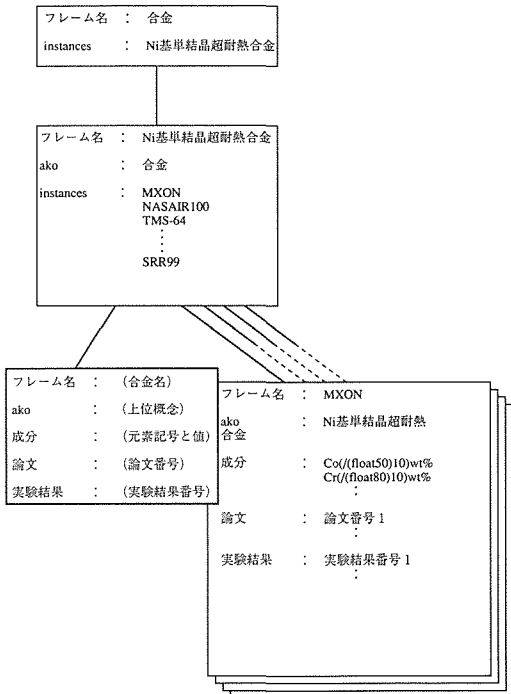 フレーム名 : 合金
instances : Ni基単結晶超耐熱合金
フレーム名 : Ni基単結晶超耐熱合金
ako : 合金
instances : MXON
NASAIR100
TMS-64
SRR99
フレーム名 : (合金名)
ako : (上位概念)
成分 : (元素記号と値)
論文 : (論文番号)
実験結果 : (実験結果番号)
フレーム名 : MXON
ako : Ni基単結晶超耐熱
合金
成分 : Co(/(float50)10)wt%
Cr(/(float80)10)wt%
論文 : 論文番号 1
実験結果 : 実験結果番号 1